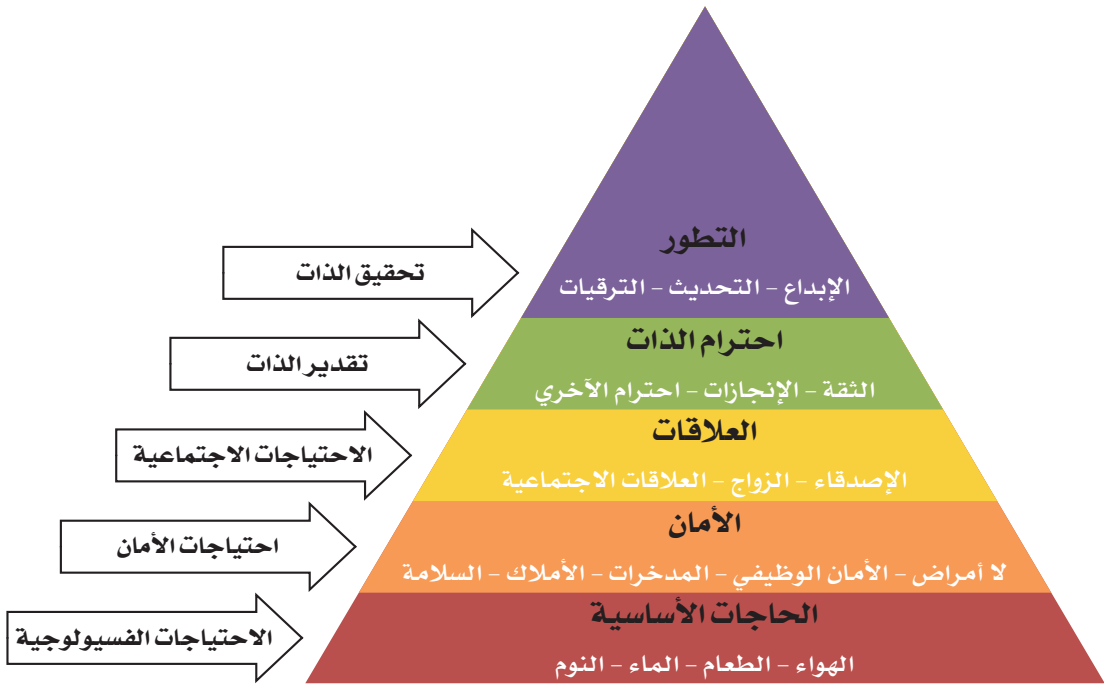 التطور
تحقيق الذات
الإبداع – التحديث – الترقيات
احترام الذات
تقدير الذات
الثقة – الإنجازات – احترام الآخري
العلاقات
الاحتياجات الاجتماعية
الإصدقاء – الزواج – العلاقات الاجتماعية
الأمان
احتياجات الأمان
لا أمراض – الأمان الوظيفي – المدخرات – الأملاك – السلامة
الحاجات الأساسية
الاحتياجات الفسيولوجية
الهواء – الطعام – الماء – النوم